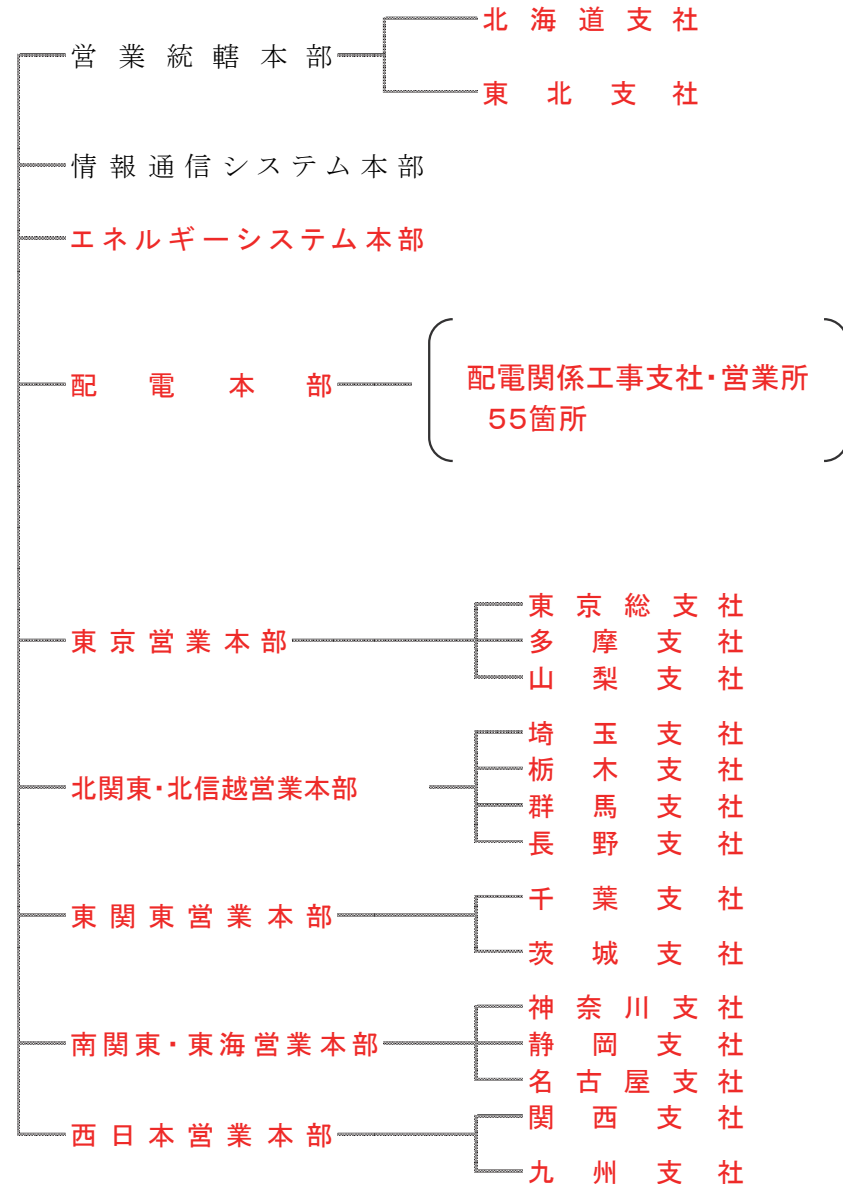 営業統轄本部
北海道支社
東北支社
情報通信システム本部
エネルギーシステム本部
配電本部
配電関係工事支社・営業所
55箇所
東京営業本部
東京総支社
多摩支社
山梨支社
北関東・北信越営業本部
埼玉支社
栃木支社
群馬支社
長野支社
東関東営業本部
千葉支社
茨城支社
南関東・東海営業本部
神奈川支社
静岡支社
名古屋支社
西日本営業本部
関西支社
九州支社